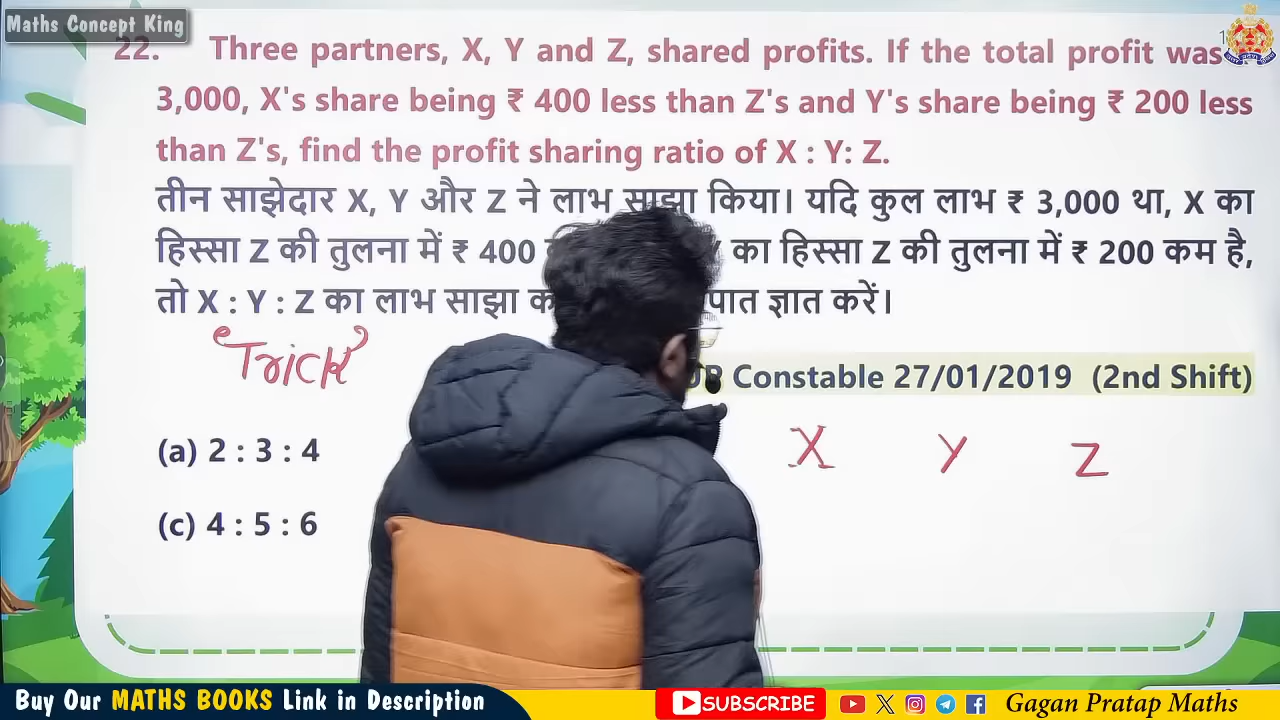 Maths Concept King
22. Three partners, X, Y and Z, shared profits. If the total profit was
3,000, X's share being ₹ 400 less than Z's and Y's share being ₹ 200 less
than Z's, find the profit sharing ratio of X : Y: Z.
तीन साझेदार X, Y और Z ने लाभ साझा किया। यदि कुल लाभ ₹ 3,000 था, X का
हिस्सा Z की तुलना में ₹ 400 का हिस्सा Z की तुलना में ₹ 200 कम है,
तो X : Y : Z का लाभ साझा ज्ञात करें।
Trick
Constable 27/01/2019 (2nd Shift)
X Y Z
(a) 2 : 3 : 4
(c) 4 : 5 : 6
Buy Our MATHS BOOKS Link in Description
SUBSCRIBE
Gagan Pratap Maths